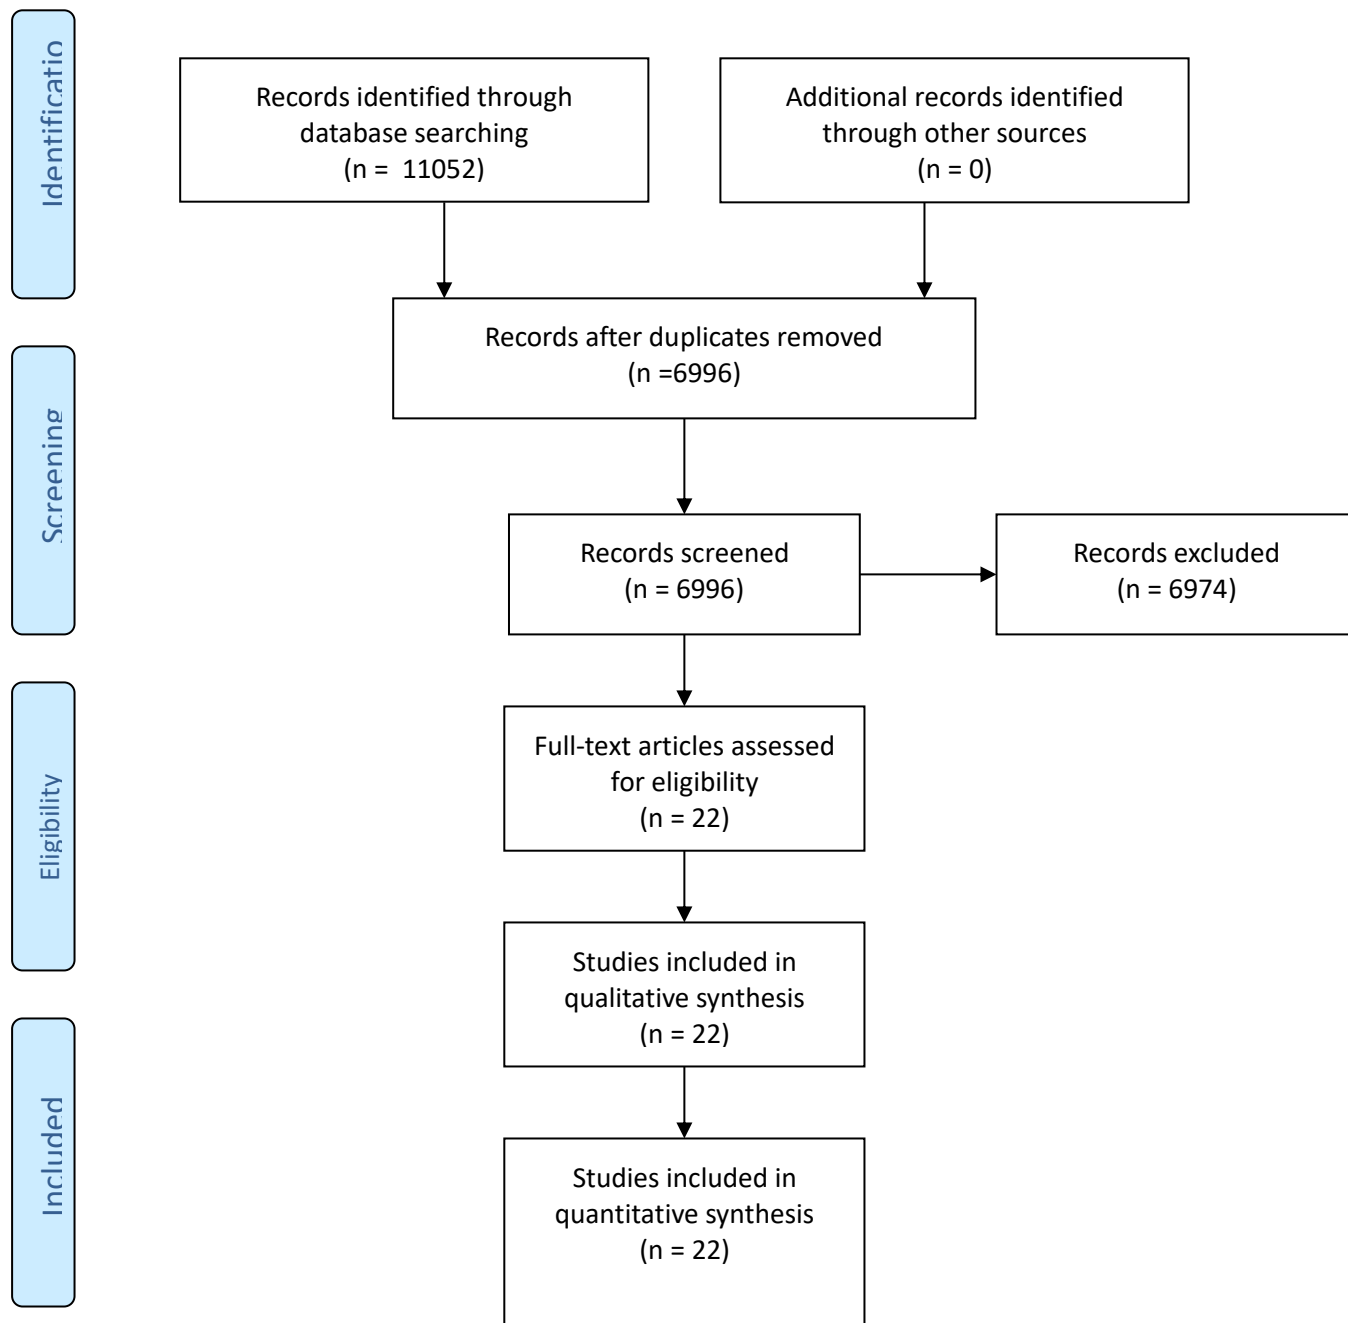 Identificatio
Records identified through
database searching
(n =  11052)
Additional records identified
through other sources
(n = 0)
Records after duplicates removed
(n =6996)
Screening
Records screened
(n = 6996)
Records excluded
(n = 6974)
Eligibility
Full-text articles assessed
for eligibility
(n = 22)
Studies included in
qualitative synthesis
(n = 22)
Included
Studies included in
quantitative synthesis
(n = 22)